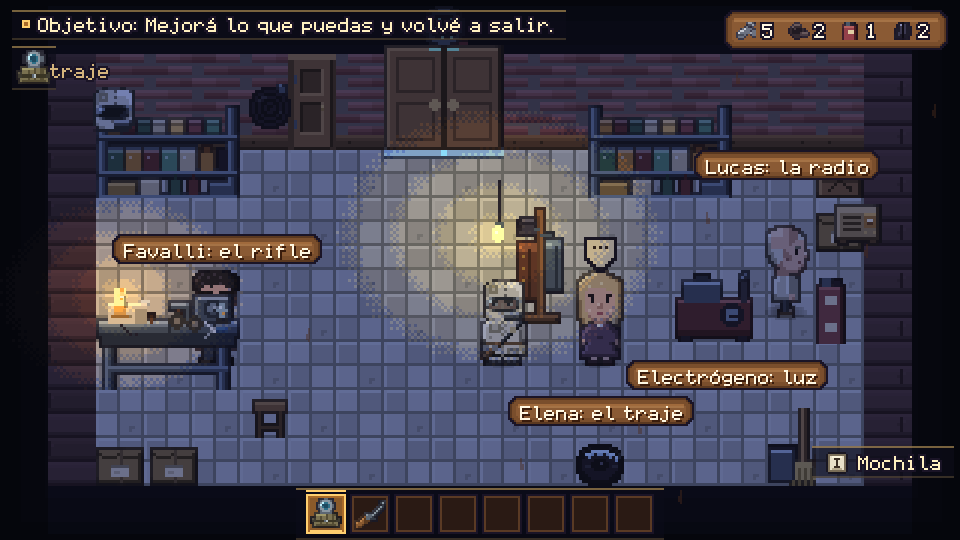 Objetivo: Mejorá lo que puedas y volvé a salir.
5 2 1 2
traje
Lucas: la radio
Favalli: el rifle
...
Electrógeno: luz
Elena: el traje
I Mochila